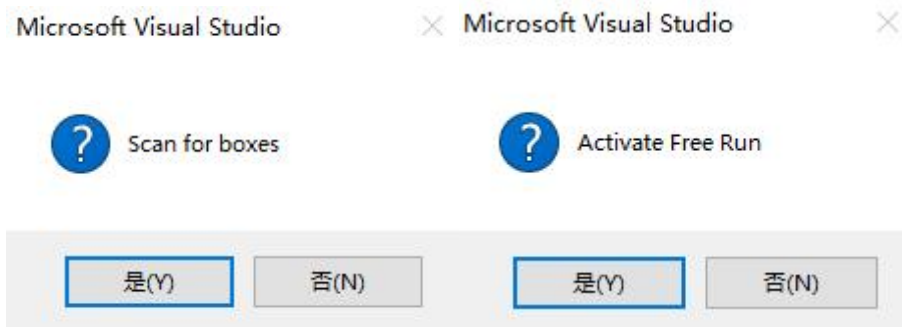 Microsoft Visual Studio
Scan for boxes
是(Y)
否(N)
Microsoft Visual Studio
Activate Free Run
是(Y)
否(N)